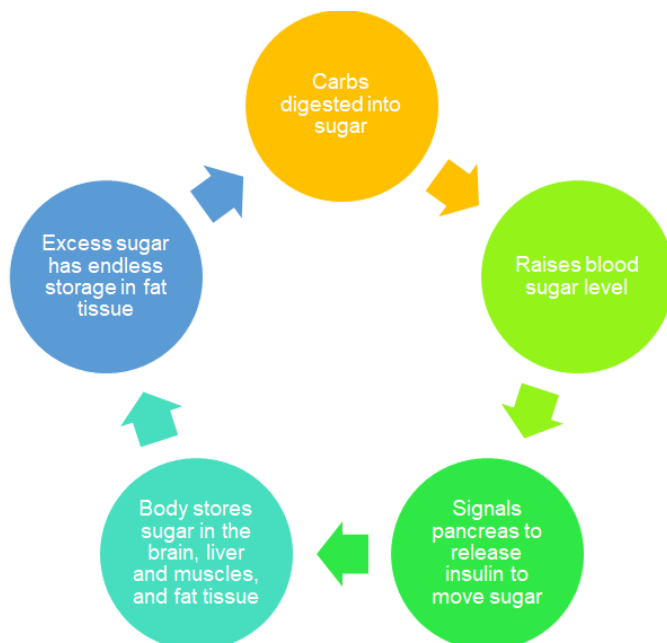 Carbs
digested into
sugar
Raises blood
sugar level
Signals
pancreas to
release
insulin to
move sugar
Body stores
sugar in the
brain, liver
and muscles,
and fat tissue
Excess sugar
has endless
storage in fat
tissue